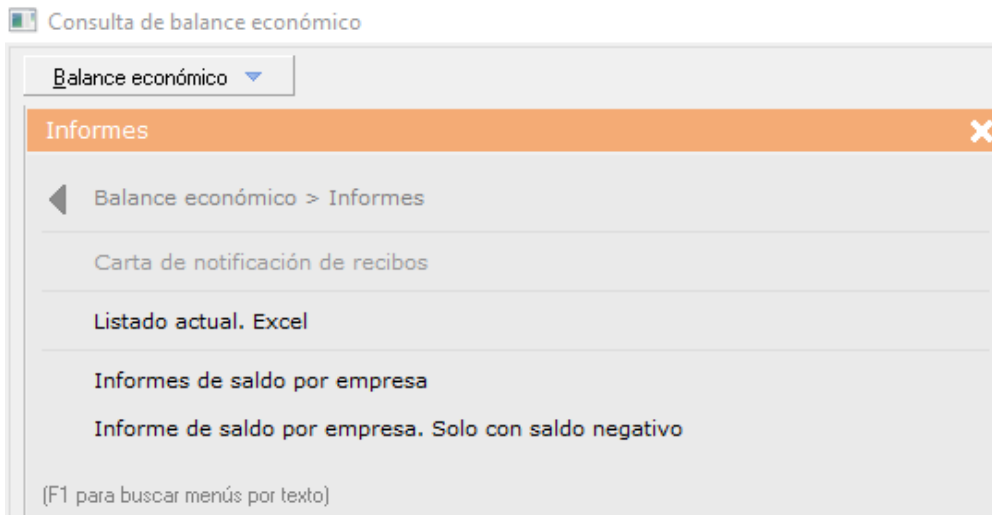 Consulta de balance económico
Balance económico
Informes
Balance económico > Informes
Carta de notificación de recibos
Listado actual. Excel
Informes de saldo por empresa
Informe de saldo por empresa. Solo con saldo negativo
(F1 para buscar menús por texto)